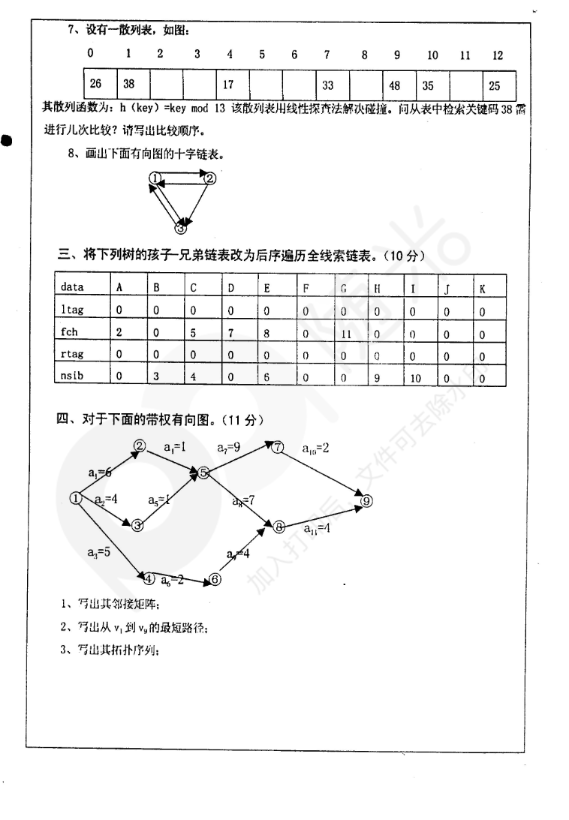 7、设有一散列表，如图：
0 1 2 3 4 5 6 7 8 9 10 11 12
26 38 17 33 48 35 25
其散列函数为：h（key）=key mod 13 该散列表用线性探查法解决碰撞。问从表中检索关键码 38 需
进行几次比较？请写出比较顺序。
8、画出下面有向图的十字链表。
① ②
③
三、将下列树的孩子-兄弟链表改为后序遍历全线索链表。（10 分）
data A B C D E F G H I J K
ltag 0 0 0 0 0 0 0 0 0 0 0
fch 2 0 5 7 8 0 11 0 0 0 0
rtag 0 0 0 0 0 0 0 0 0 0 0
nsib 0 3 4 0 6 0 0 9 10 0 0
四、对于下面的带权有向图。（11 分）
② a₁=1 a₇=9 ⑦ a₁₀=2
a₁=6 ⑤
① a₂=4 a₅=1 a₈=7 ⑨
③ ⑧ a₁₁=4
a₃=5 a₉=4
④ a₆=2 ⑥
1、写出其邻接矩阵；
2、写出从 v₁ 到 v₉ 的最短路径；
3、写出其拓扑序列；
加入打印后，文件可去除水印